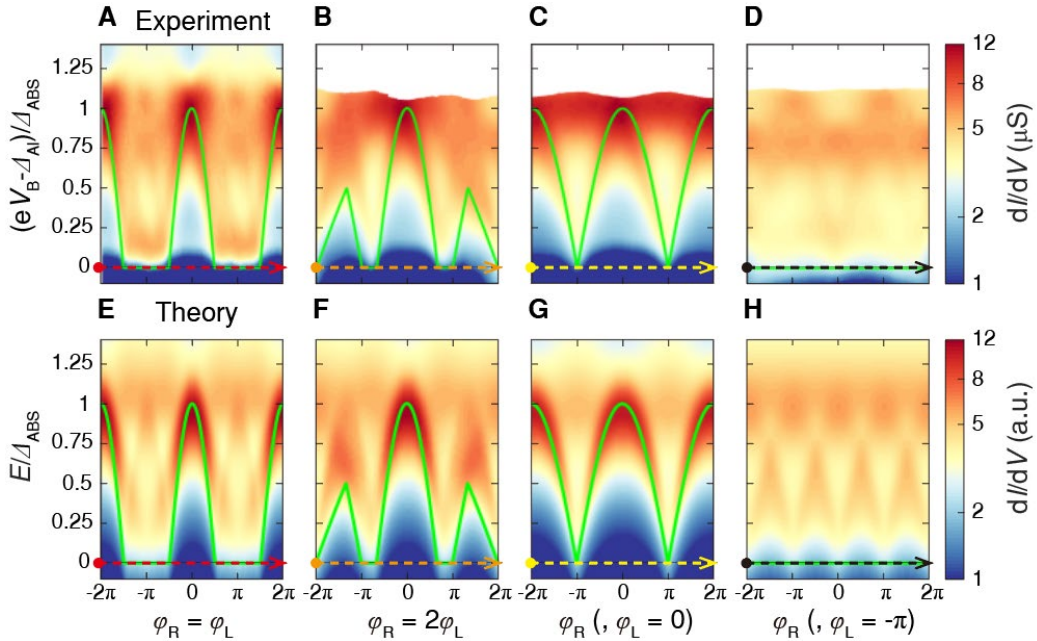 A Experiment B C D
1.25
1
0.75
0.5
0.25
0
(e V_B - Δ_Al)/Δ_ABS
12
8
5
2
1
dI/dV (μS)
E Theory F G H
1.25
1
0.75
0.5
0.25
0
E/Δ_ABS
12
8
5
2
1
dI/dV (a.u.)
-2π -π 0 π 2π -2π -π 0 π 2π -2π -π 0 π 2π -2π -π 0 π 2π
φ_R = φ_L φ_R = 2φ_L φ_R (, φ_L = 0) φ_R (, φ_L = -π)